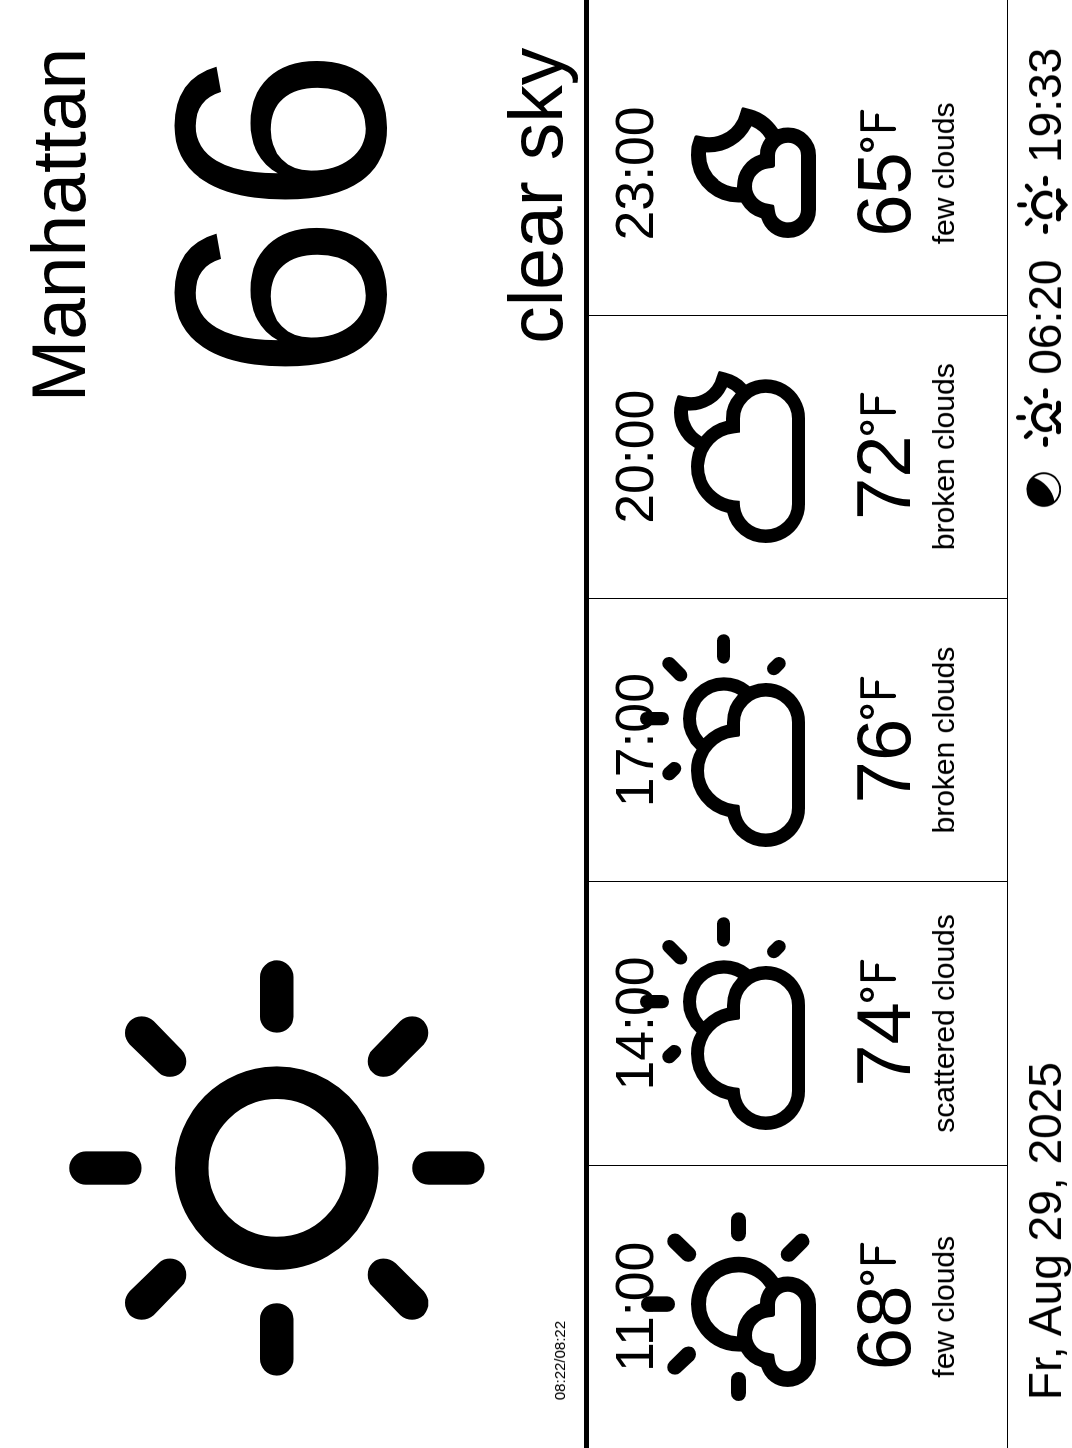 Manhattan
66
08:22/08:22
clear sky
11:00 14:00 17:00 20:00 23:00
68°F 74°F 76°F 72°F 65°F
few clouds scattered clouds broken clouds broken clouds few clouds
Fr, Aug 29, 2025 06:20 19:33